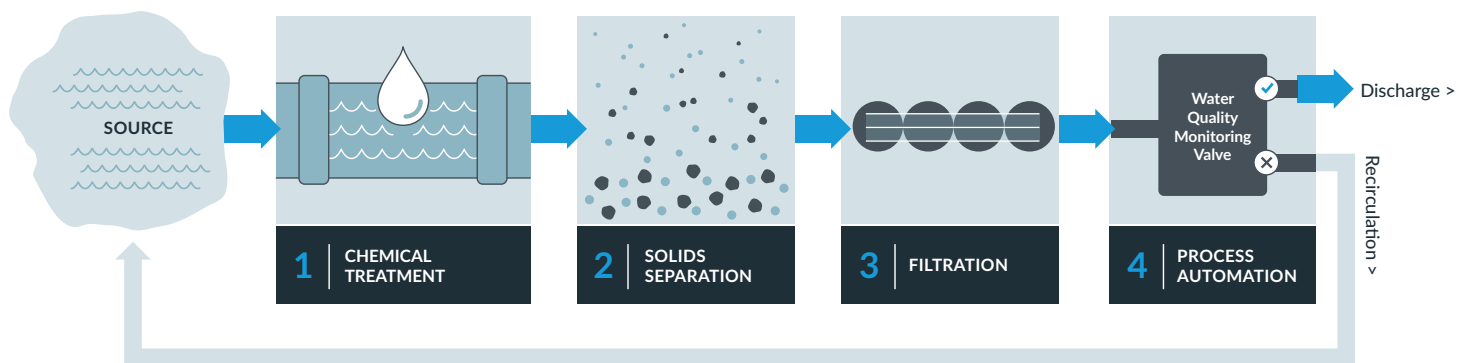 SOURCE
1
CHEMICAL
TREATMENT
2
SOLIDS
SEPARATION
3
FILTRATION
4
PROCESS
AUTOMATION
Water
Quality
Monitoring
Valve
Discharge >
Recirculation >